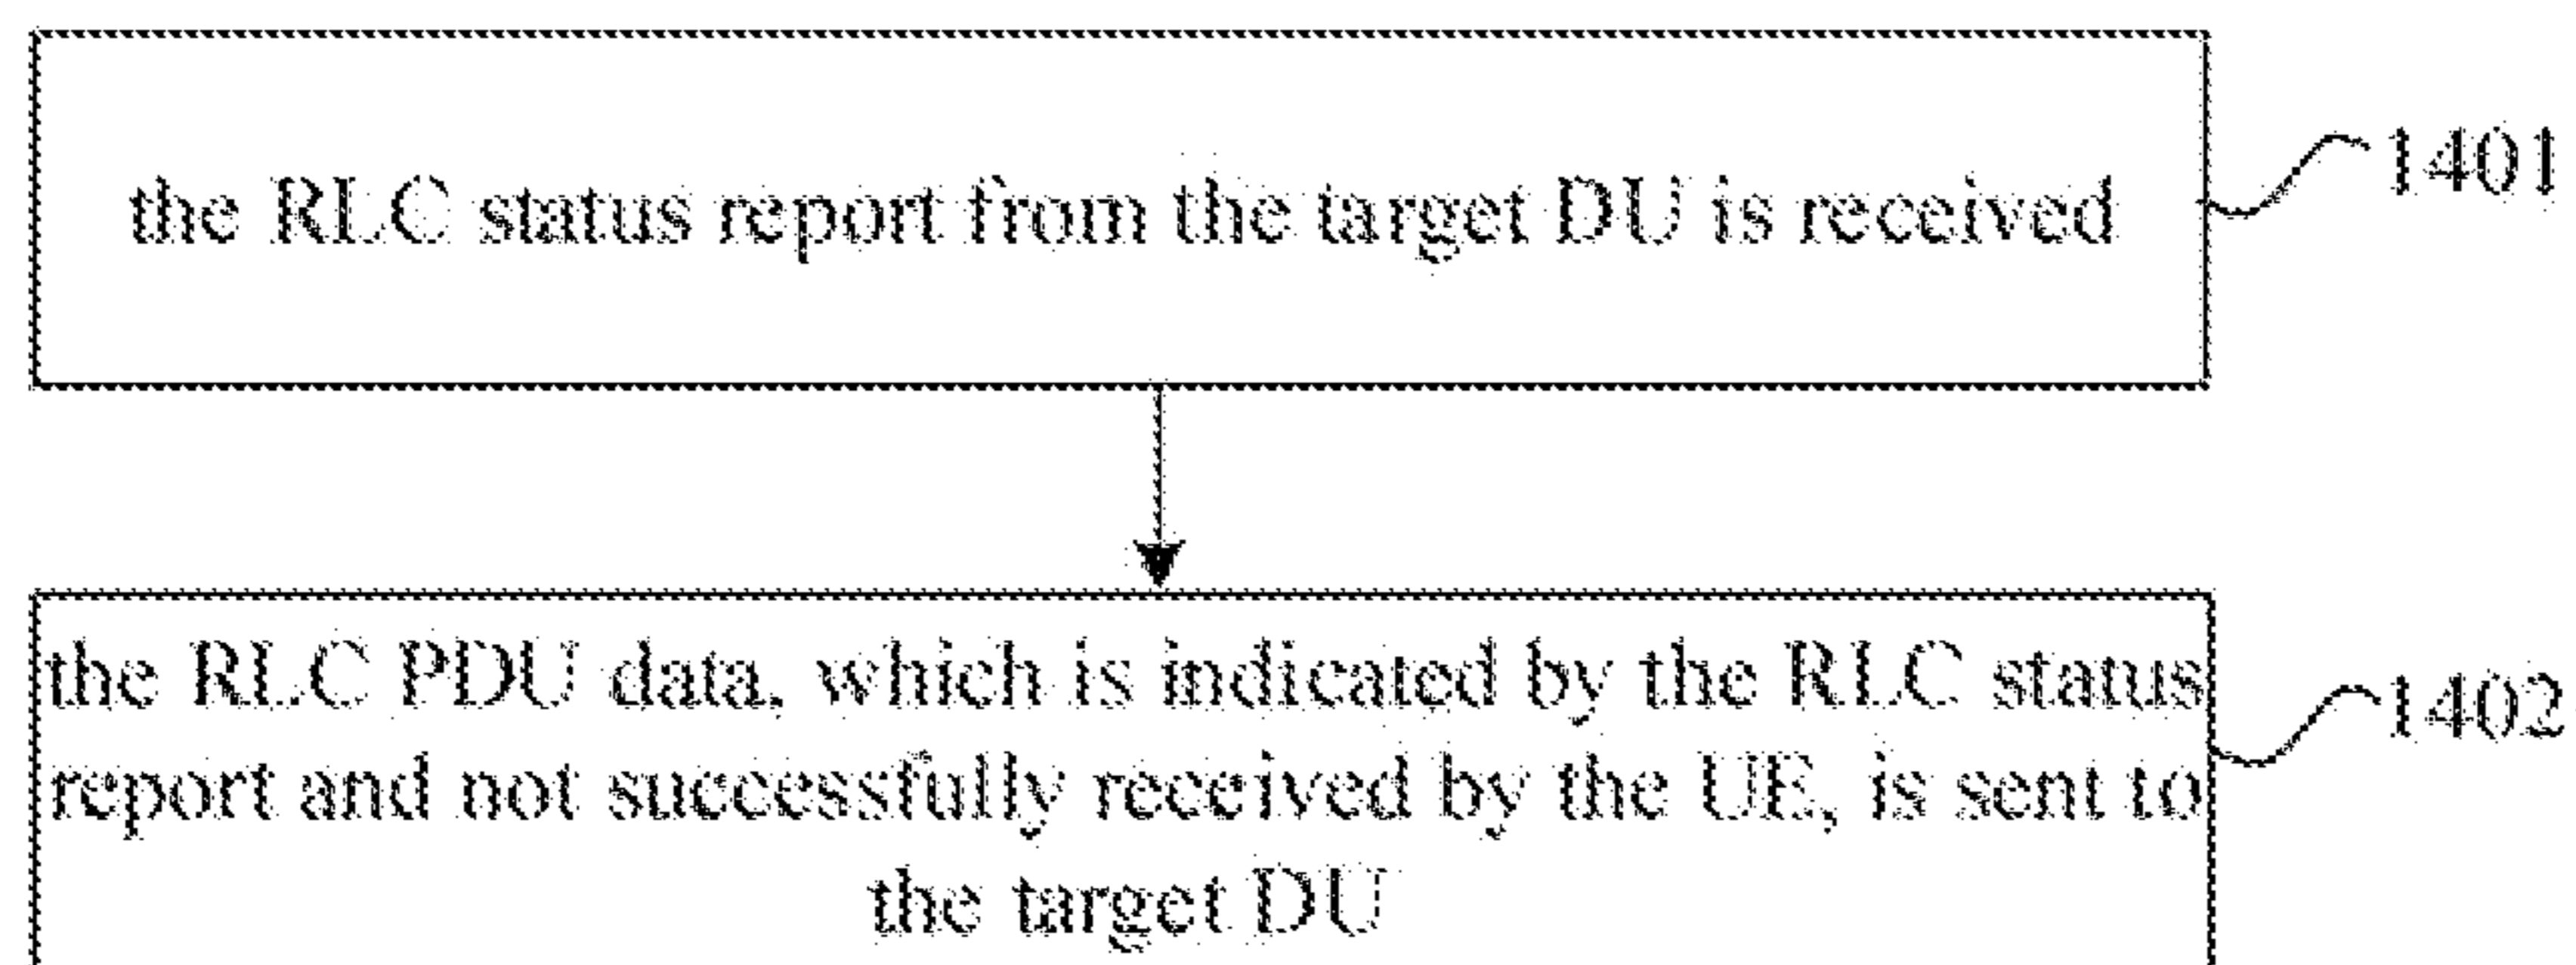 the RLC status report from the target DU is received
1401
the RLC PDU data, which is indicated by the RLC status
report and not successfully received by the UE, is sent to
the target DU
1402